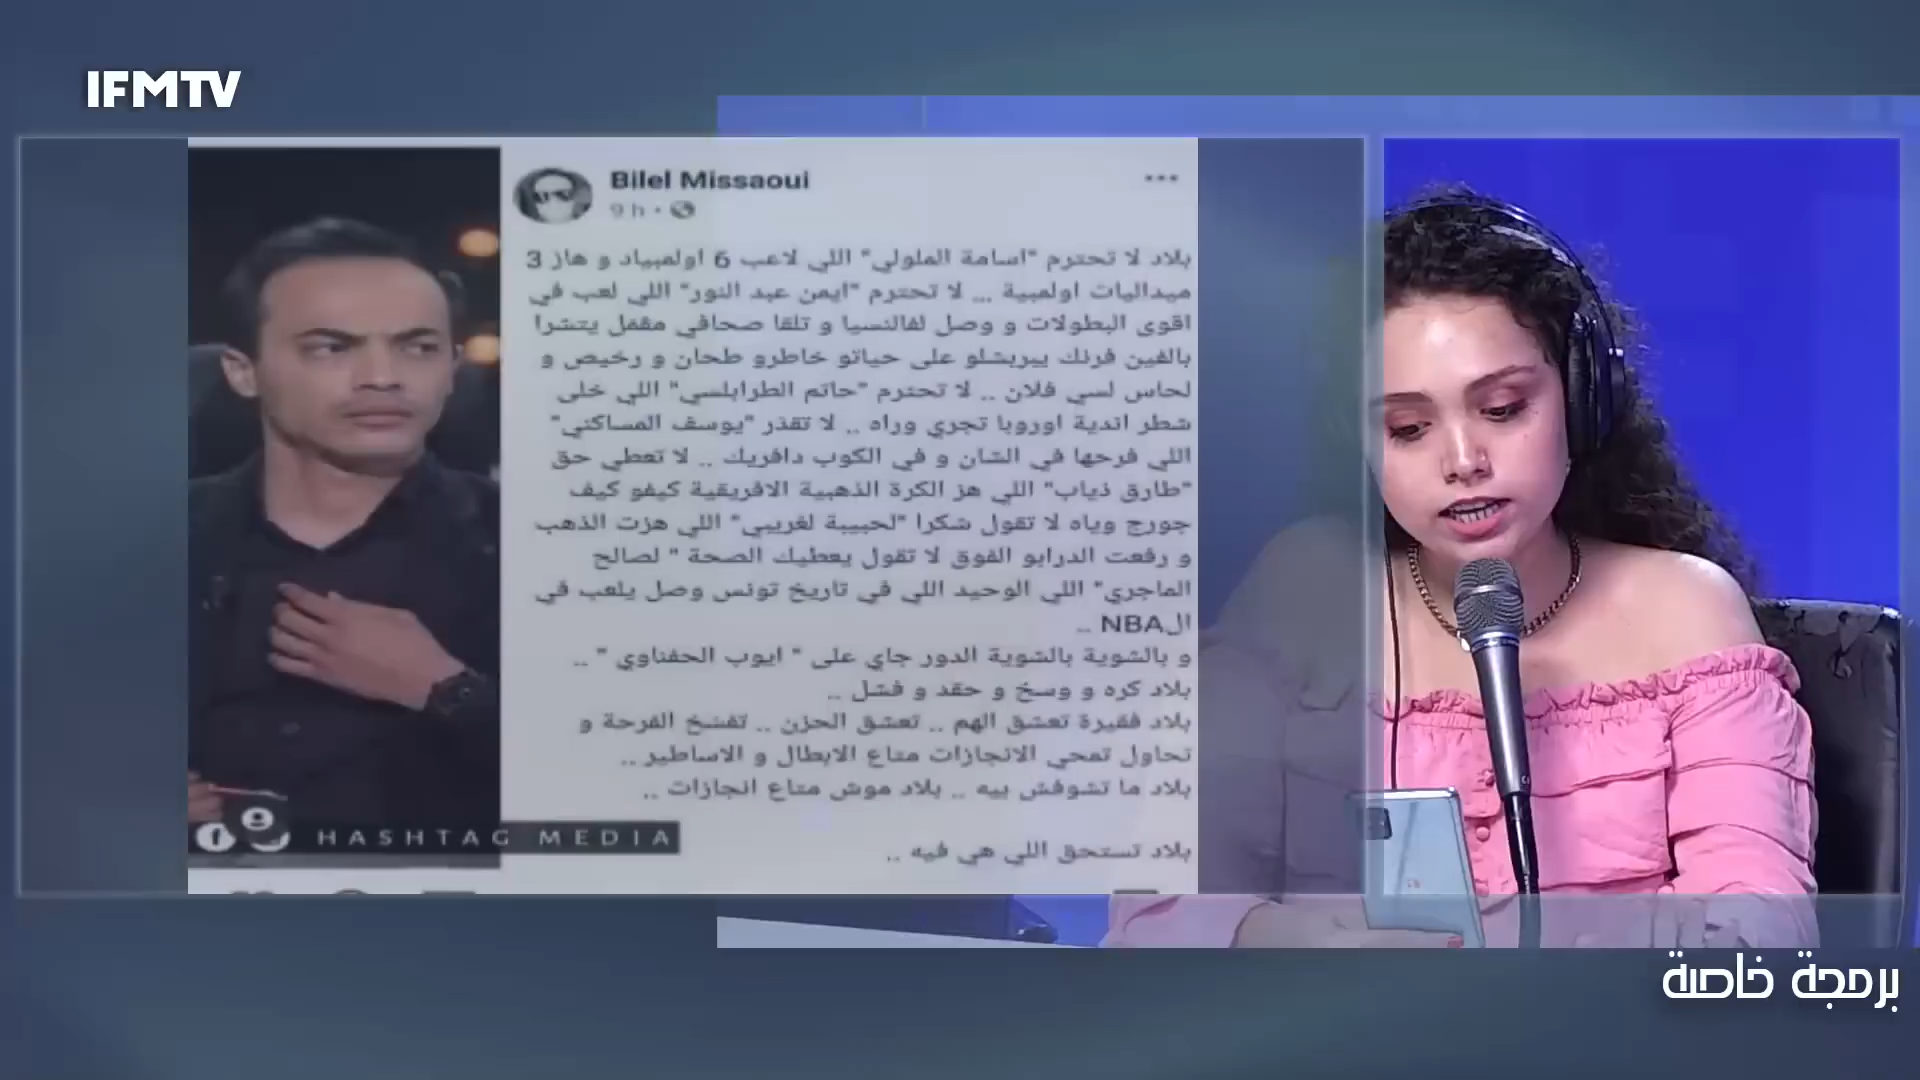 IFMTV
Bilel Missaoui
9 h
بلاد لا تحترم "اسامة الملولي" اللي لاعب 6 اولمبياد و هاز 3
ميداليات اولمبية ... لا تحترم "ايمن عبد النور" اللي لعب في
اقوى البطولات و وصل لفالنسيا و تلقا صحافي مقمل يتشرا
بالفين فرنك ييربشلو على حياتو خاطرو طحان و رخيص و
لحاس لسي فلان .. لا تحترم "حاتم الطرابلسي" اللي خلى
شطر اندية اوروبا تجري وراه .. لا تقذر "يوسف المساكني"
اللي فرحها في الشان و في الكوب دافريك .. لا تعطي حق
"طارق ذياب" اللي هز الكرة الذهبية الافريقية كيفو كيف
جورج وياه لا تقول شكرا "لحبيبة لغريبي" اللي هزت الذهب
و رفعت الدرابو الفوق لا تقول يعطيك الصحة " لصالح
الماجري" اللي الوحيد اللي في تاريخ تونس وصل يلعب في
الNBA ..
و بالشوية بالشوية الدور جاي على " ايوب الحفناوي " ..
بلاد كره و وسخ و حقد و فشل ..
بلاد فقيرة تعشق الهم .. تعشق الحزن .. تفسخ الفرحة و
تحاول تمحي الانجازات متاع الابطال و الاساطير ..
بلاد ما تشوفش بيه .. بلاد موش متاع انجازات ..
بلاد تستحق اللي هي فيه ..
HASHTAG MEDIA
برمجة خاصة